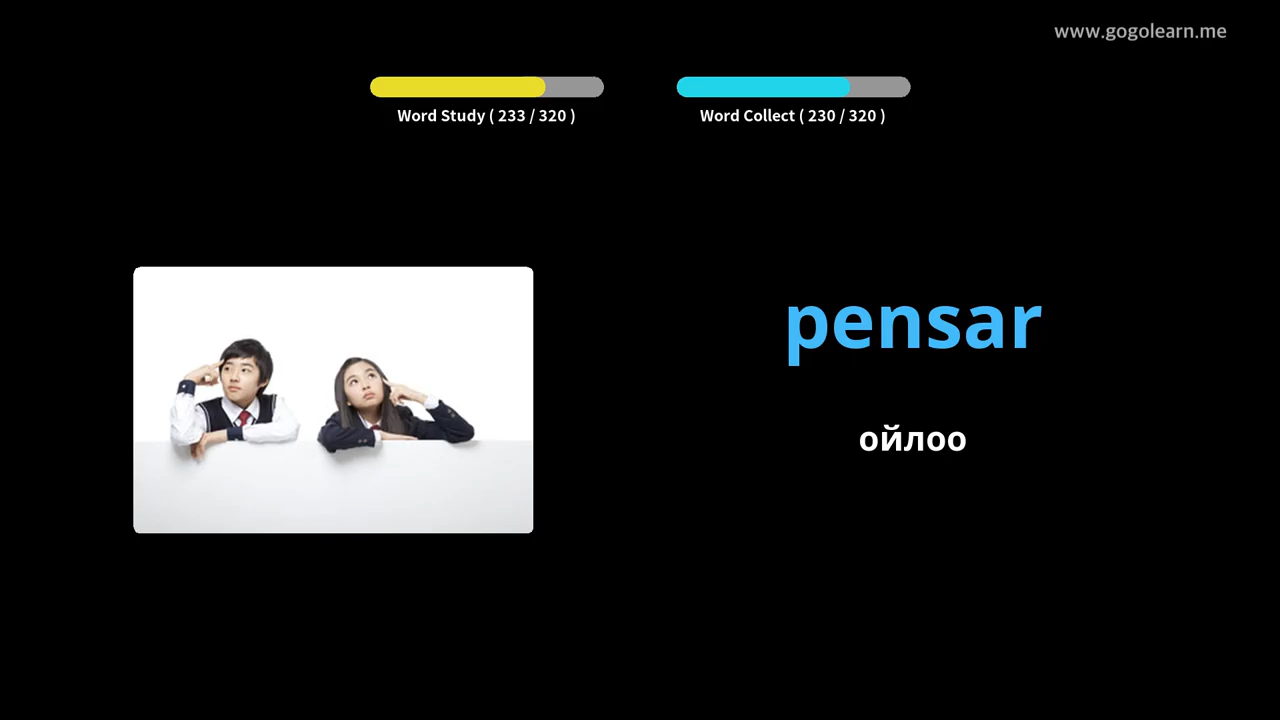 www.gogolearn.me
Word Study ( 233 / 320 )
Word Collect ( 230 / 320 )
pensar
ойлоо